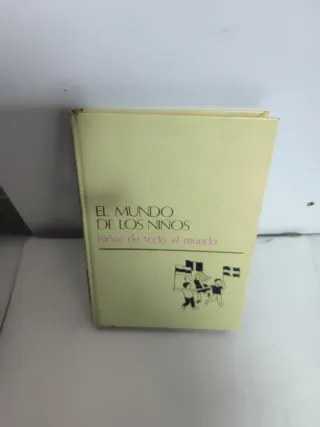 EL MUNDO
DE LOS NIÑOS
niños de todo el mundo